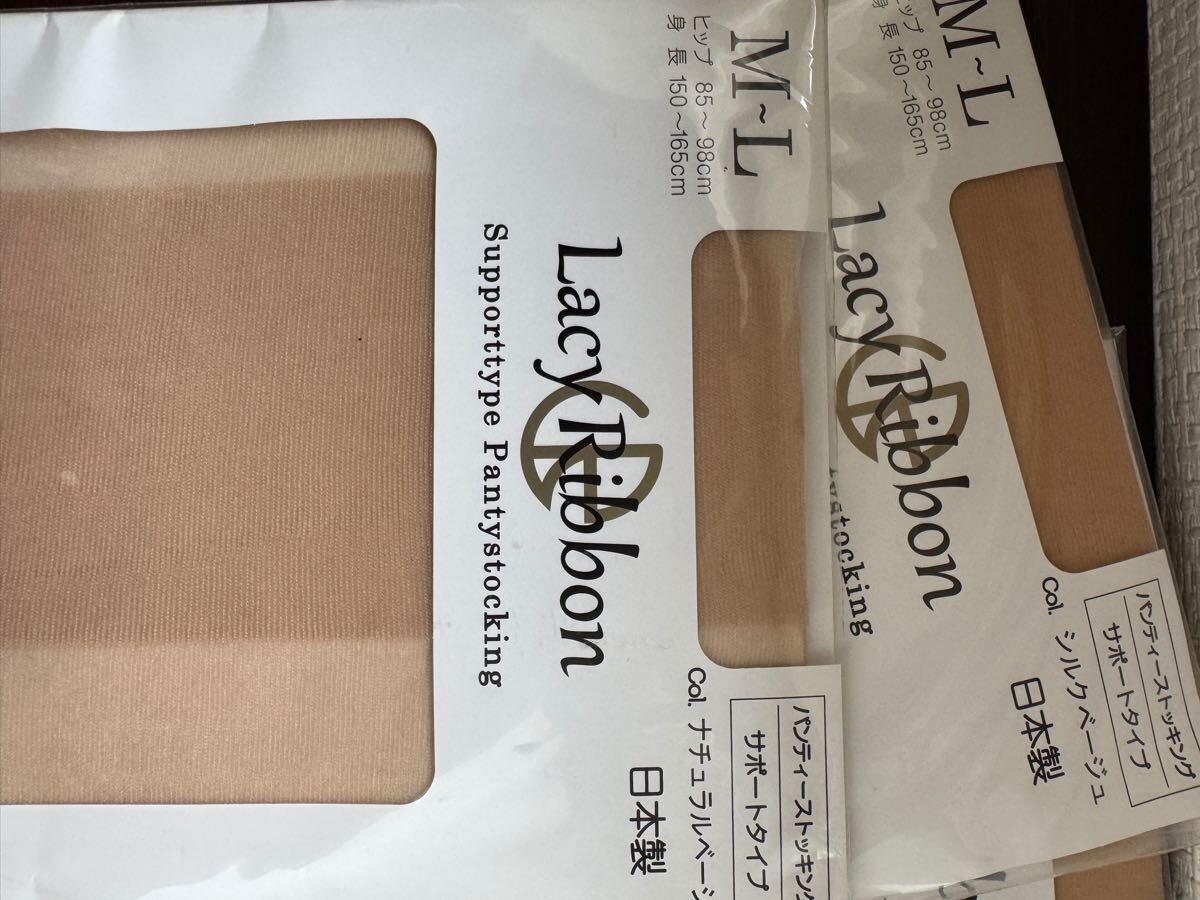 M~L
ヒップ 85~98cm
身長 150~165cm
Lacy Ribbon
Supporttype Pantystocking
パンティーストッキング
サポートタイプ
Col. ナチュラルベージ
日本製
M~L
ヒップ 85~98cm
身長 150~165cm
Lacy Ribbon
ystocking
パンティーストッキング
サポートタイプ
Col. シルクベージュ
日本製